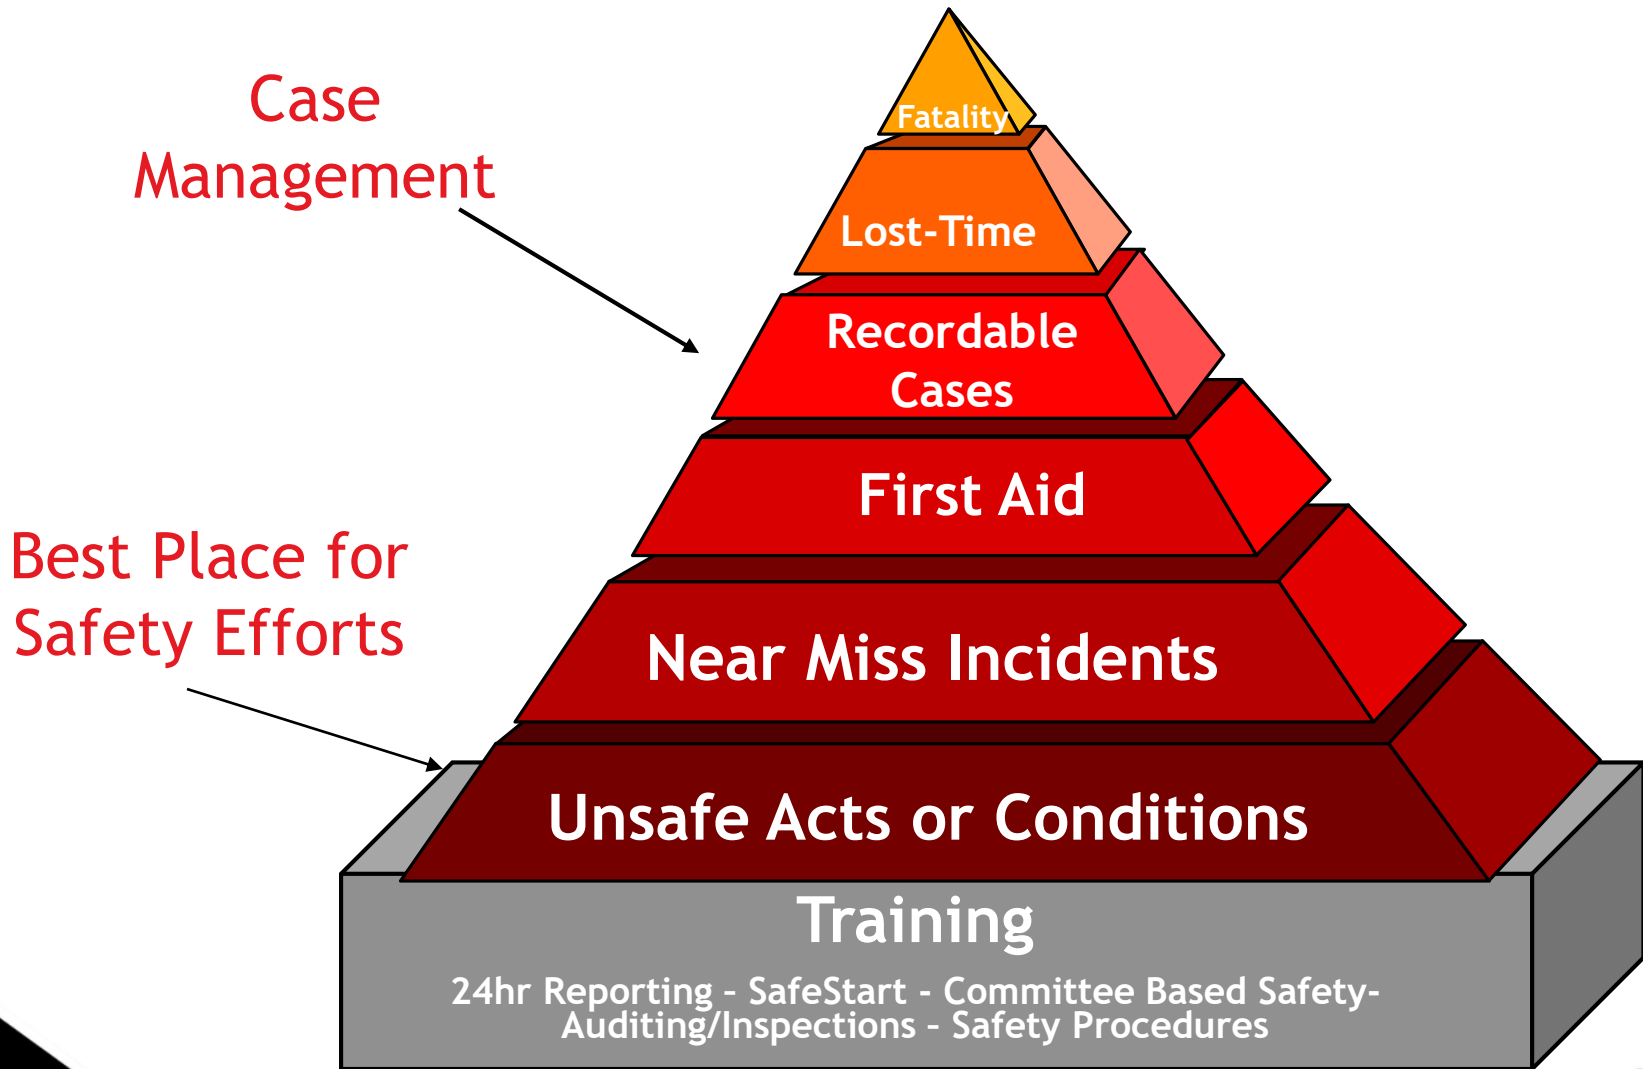 Case
Management
Fatality
Lost-Time
Recordable
Cases
First Aid
Best Place for
Safety Efforts
Near Miss Incidents
Unsafe Acts or Conditions
Training
24hr Reporting – SafeStart - Committee Based Safety-
Auditing/Inspections – Safety Procedures